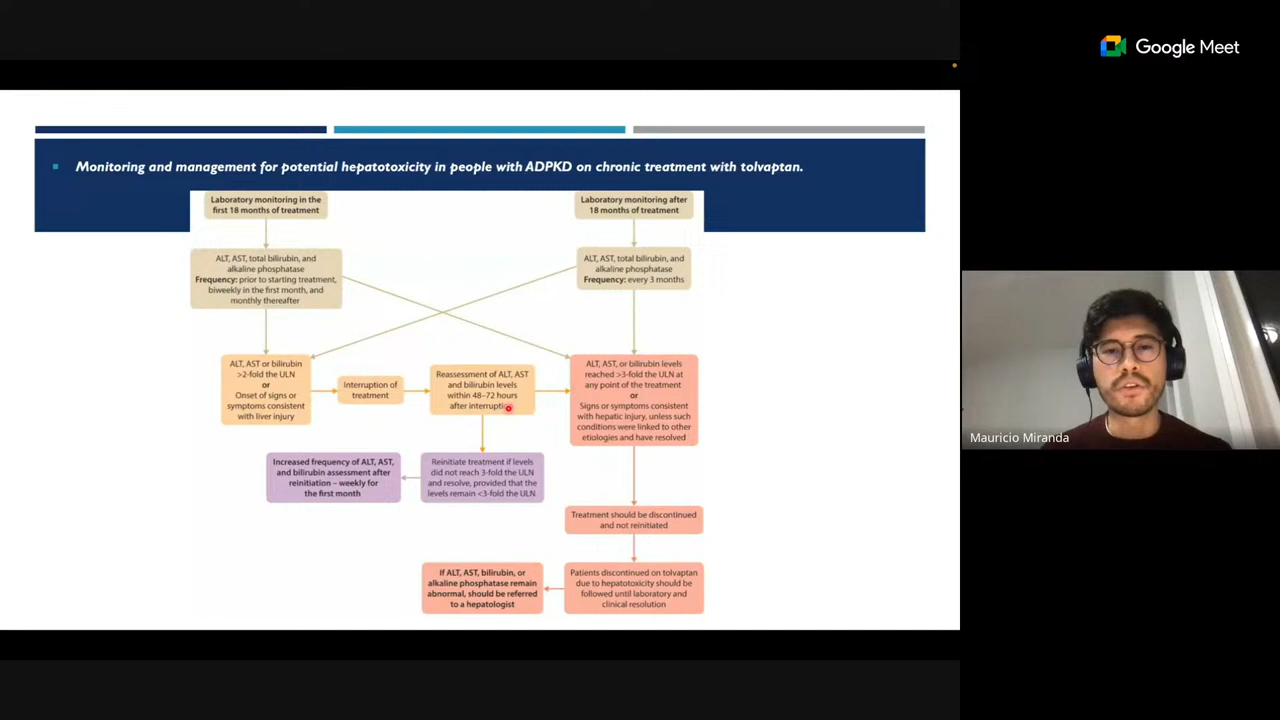 Google Meet
Monitoring and management for potential hepatotoxicity in people with ADPKD on chronic treatment with tolvaptan.
Laboratory monitoring in the
first 18 months of treatment
Laboratory monitoring after
18 months of treatment
ALT, AST, total bilirubin, and
alkaline phosphatase
Frequency: prior to starting treatment,
biweekly in the first month, and
monthly thereafter
ALT, AST, total bilirubin, and
alkaline phosphatase
Frequency: every 3 months
ALT, AST or bilirubin
>2-fold the ULN
or
Onset of signs or
symptoms consistent
with liver injury
Interruption of
treatment
Reassessment of ALT, AST
and bilirubin levels
within 48–72 hours
after interruption
ALT, AST, or bilirubin levels
reached >3-fold the ULN at
any point of the treatment
or
Signs or symptoms consistent
with hepatic injury, unless such
conditions were linked to other
etiologies and have resolved
Increased frequency of ALT, AST,
and bilirubin assessment after
reinitiation – weekly for
the first month
Reinitiate treatment if levels
did not reach 3-fold the ULN
and resolve, provided that the
levels remain <3-fold the ULN
Treatment should be discontinued
and not reinitiated
If ALT, AST, bilirubin, or
alkaline phosphatase remain
abnormal, should be referred
to a hepatologist
Patients discontinued on tolvaptan
due to hepatotoxicity should be
followed until laboratory and
clinical resolution
Mauricio Miranda